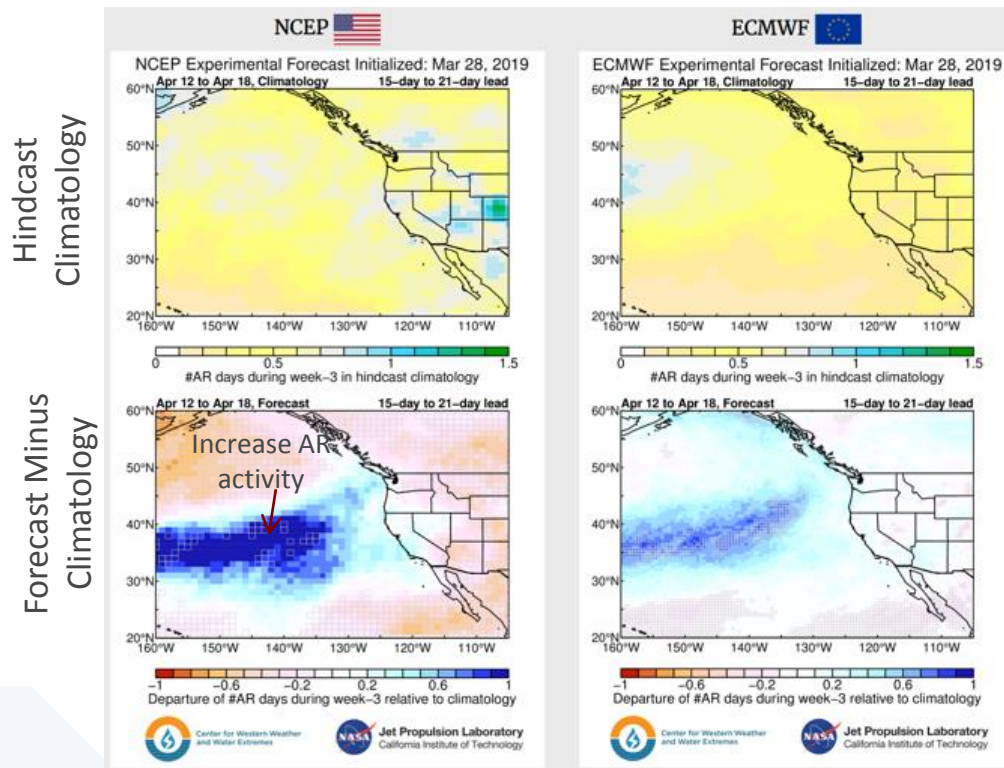 NCEP
ECMWF
Hindcast
Climatology
NCEP Experimental Forecast Initialized: Mar 28, 2019
Apr 12 to Apr 18, Climatology 15-day to 21-day lead
60°N
50°N
40°N
30°N
20°N
160°W 150°W 140°W 130°W 120°W 110°W
0 0.5 1 1.5
#AR days during week-3 in hindcast climatology
ECMWF Experimental Forecast Initialized: Mar 28, 2019
Apr 12 to Apr 18, Climatology 15-day to 21-day lead
60°N
50°N
40°N
30°N
20°N
160°W 150°W 140°W 130°W 120°W 110°W
0 0.5 1 1.5
#AR days during week-3 in hindcast climatology
Forecast Minus
Climatology
Apr 12 to Apr 18, Forecast 15-day to 21-day lead
60°N
50°N
40°N
30°N
20°N
Increase AR
activity
160°W 150°W 140°W 130°W 120°W 110°W
-1 -0.6 -0.2 0.2 0.6 1
Departure of #AR days during week-3 relative to climatology
Center for Western Weather
and Water Extremes
NASA
Jet Propulsion Laboratory
California Institute of Technology
Apr 12 to Apr 18, Forecast 15-day to 21-day lead
60°N
50°N
40°N
30°N
20°N
160°W 150°W 140°W 130°W 120°W 110°W
-1 -0.6 -0.2 0.2 0.6 1
Departure of #AR days during week-3 relative to climatology
Center for Western Weather
and Water Extremes
NASA
Jet Propulsion Laboratory
California Institute of Technology